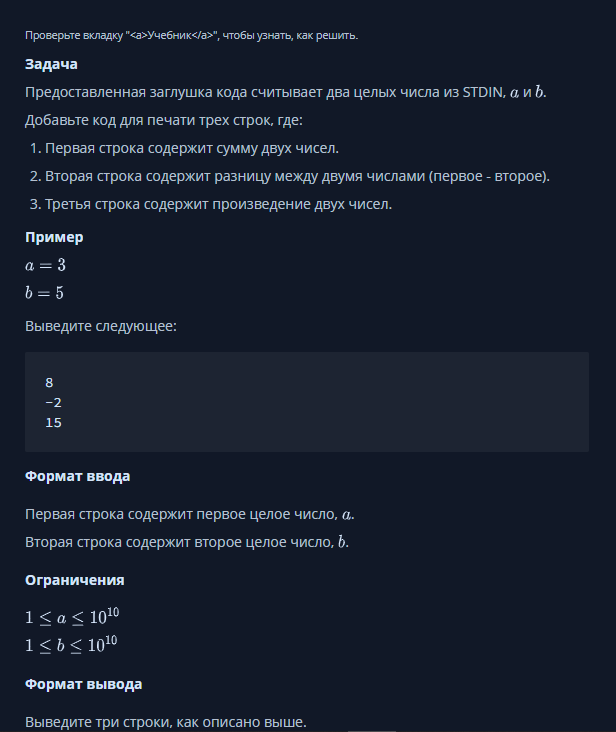 Проверьте вкладку "<a>Учебник</a>", чтобы узнать, как решить.
Задача
Предоставленная заглушка кода считывает два целых числа из STDIN, a и b.
Добавьте код для печати трех строк, где:
1. Первая строка содержит сумму двух чисел.
2. Вторая строка содержит разницу между двумя числами (первое - второе).
3. Третья строка содержит произведение двух чисел.
Пример
a = 3
b = 5
Выведите следующее:
8
-2
15
Формат ввода
Первая строка содержит первое целое число, a.
Вторая строка содержит второе целое число, b.
Ограничения
1 ≤ a ≤ 10¹⁰
1 ≤ b ≤ 10¹⁰
Формат вывода
Выведите три строки, как описано выше.